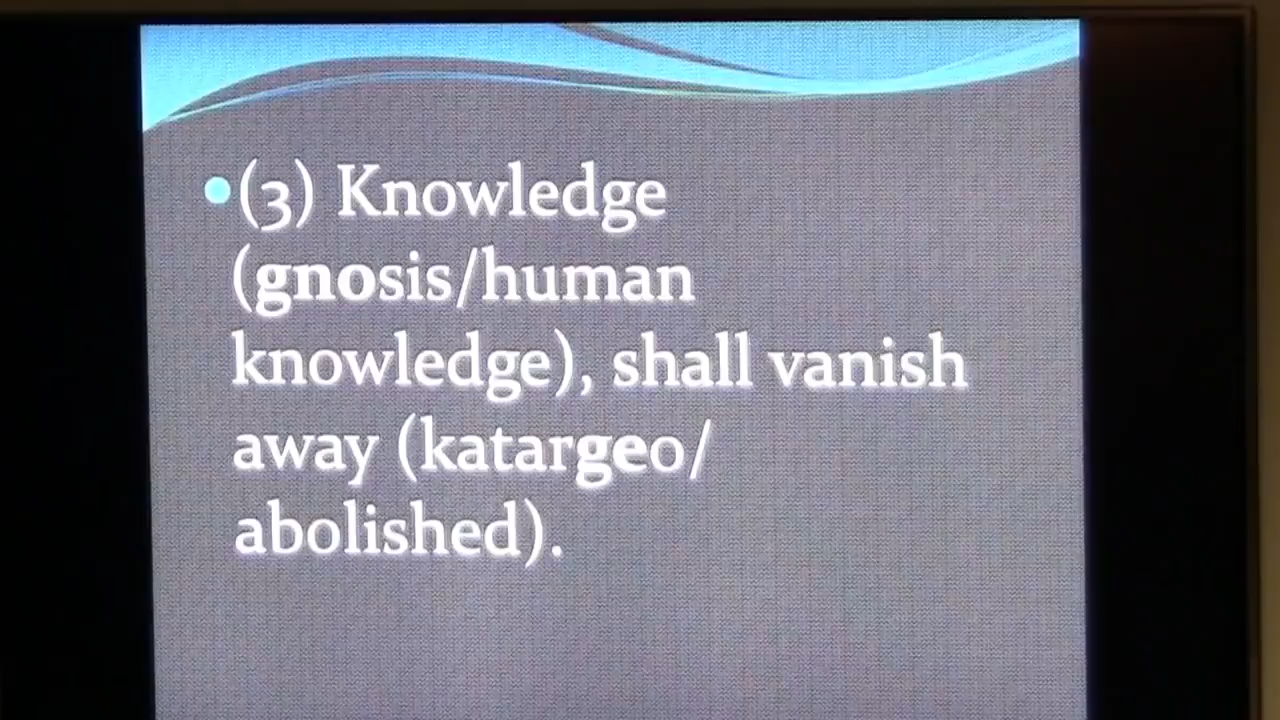 •(3) Knowledge
(gnosis/human
knowledge), shall vanish
away (katargeo/
abolished).